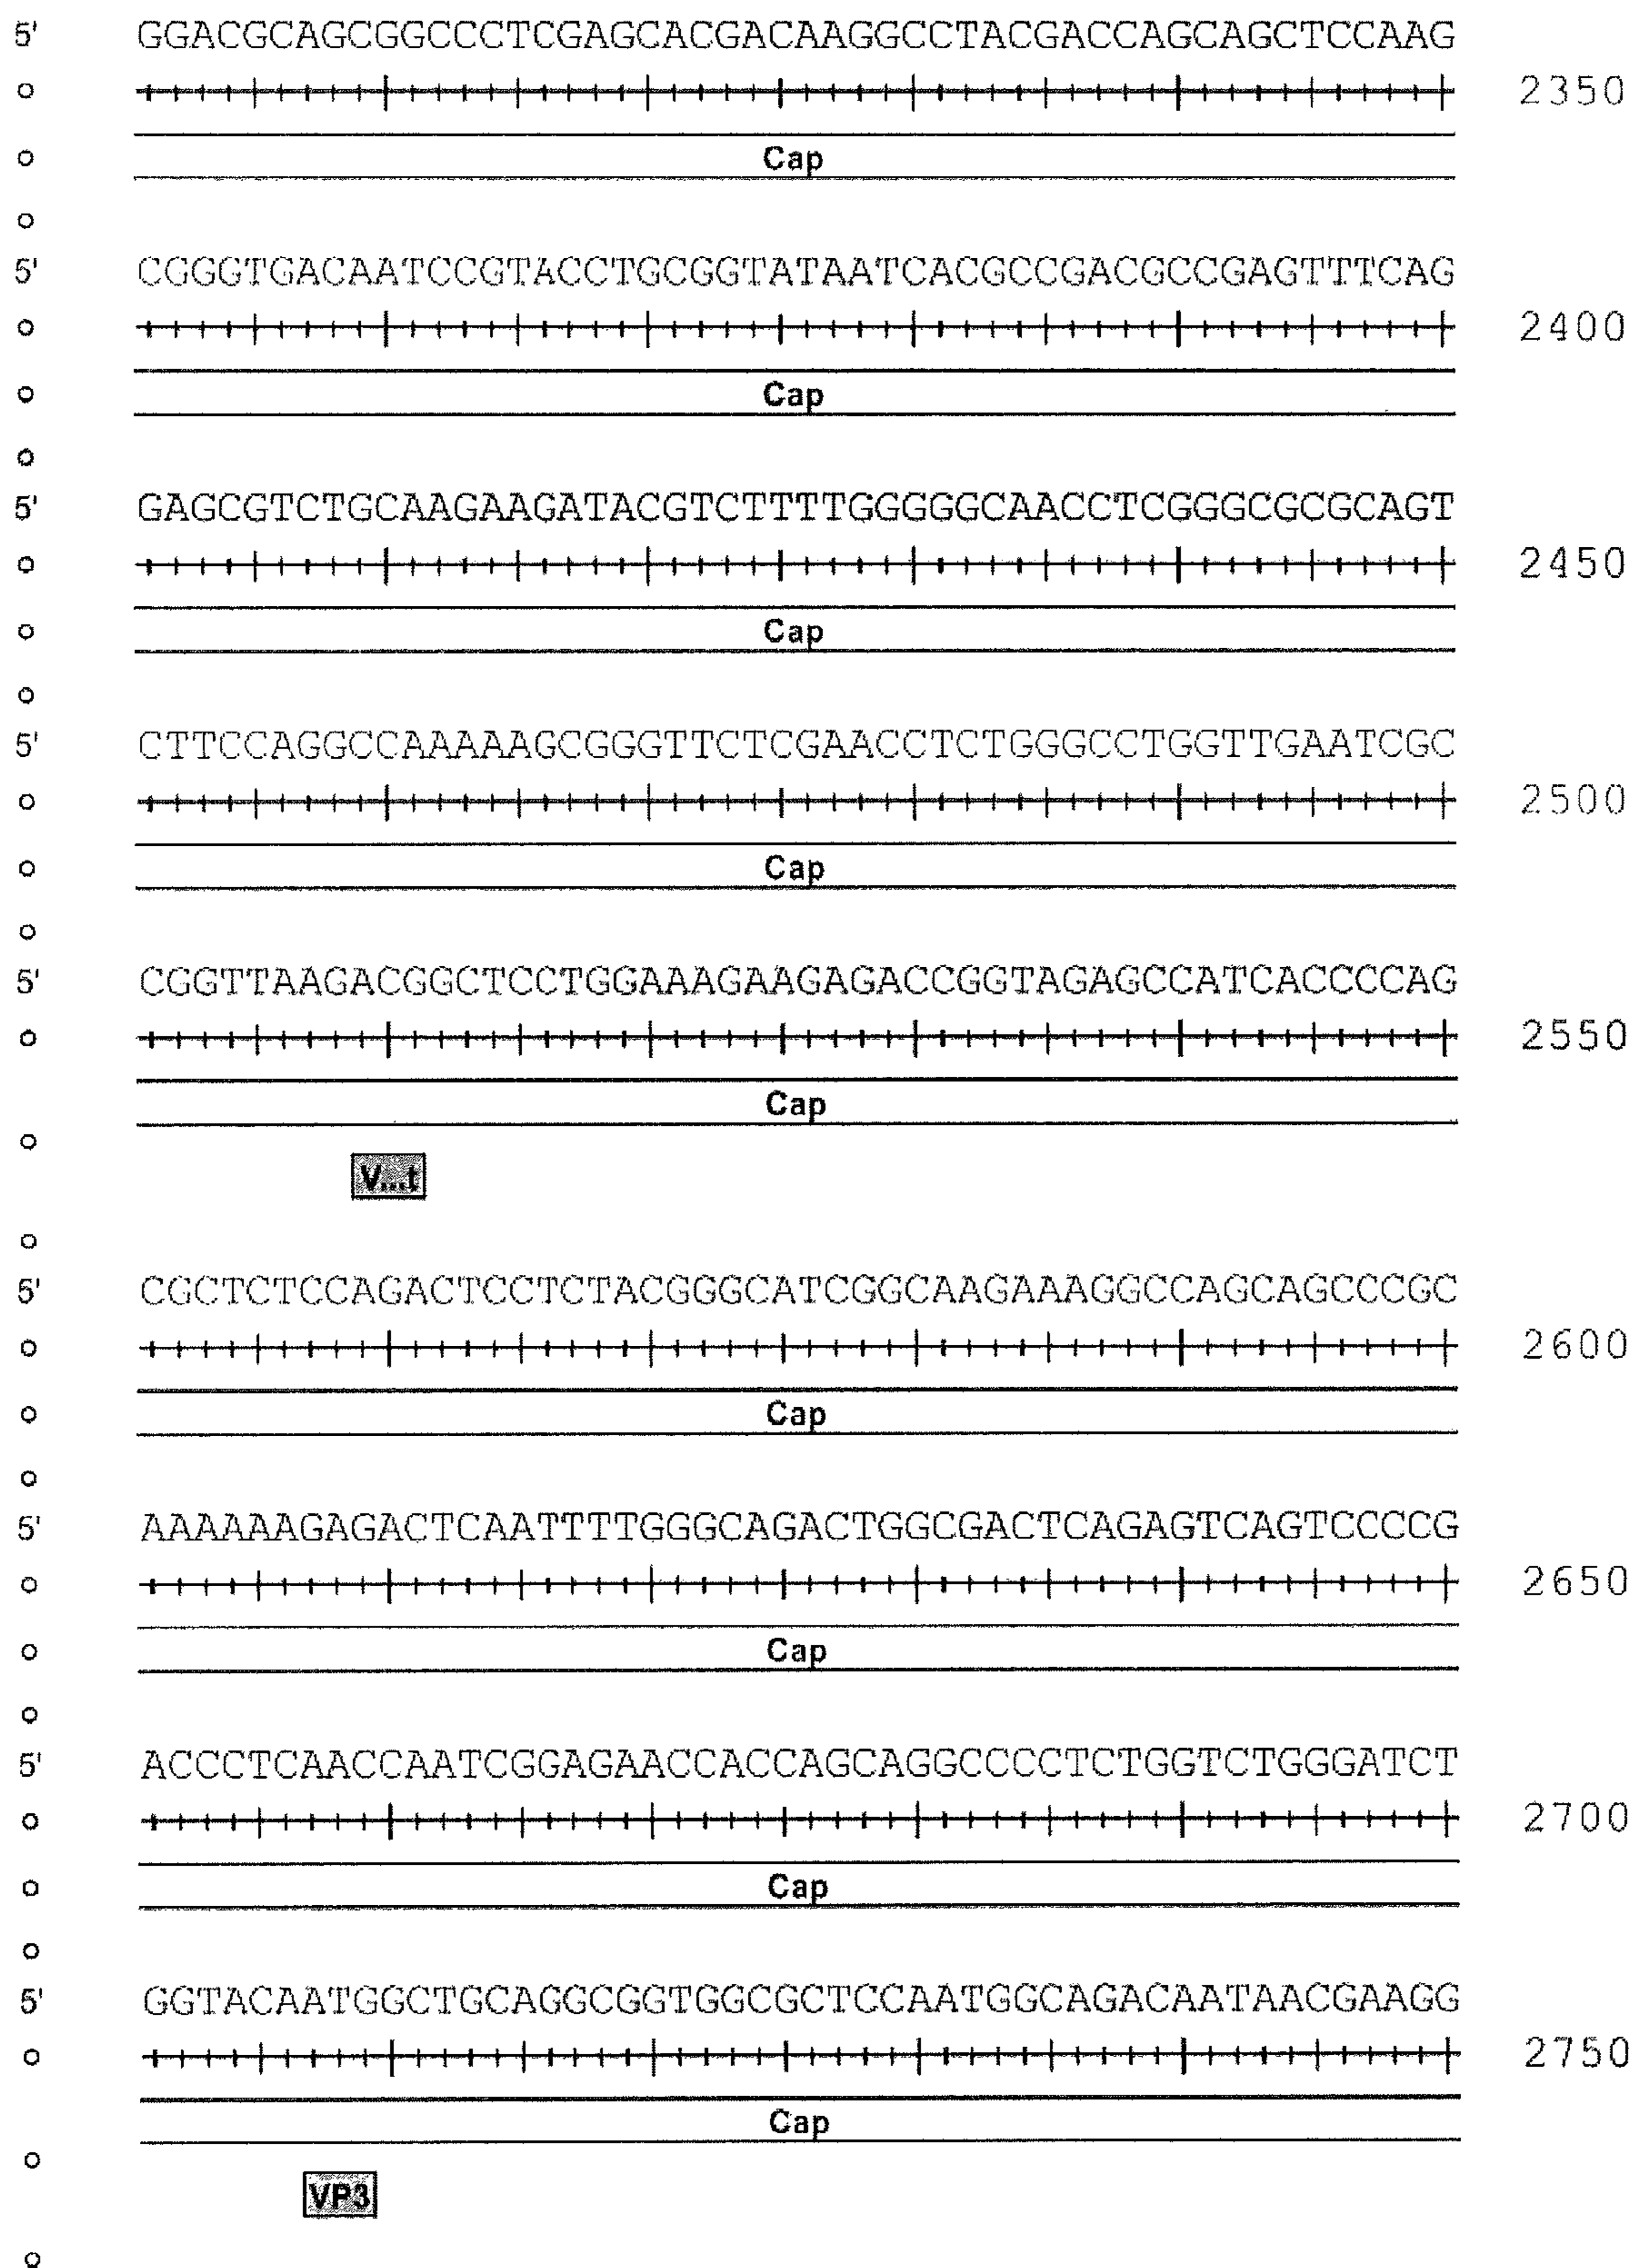 5' GGACGCAGCGGCCCTCGAGCACGACAAGGCCTACGACCAGCAGCTCCAAG
2350
Cap
5' CGGGTGACAATCCGTACCTGCGGTATAATCACGCCGACGCCGAGTTTCAG
2400
Cap
5' GAGCGTCTGCAAGAAGATACGTCTTTTGGGGGCAACCTCGGGCGCGCAGT
2450
Cap
5' CTTCCAGGCCAAAAAGCGGGTTCTCGAACCTCTGGGCCTGGTTGAATCGC
2500
Cap
5' CGGTTAAGACGGCTCCTGGAAAGAAGAGACCGGTAGAGCCATCACCCCAG
2550
Cap
V...t
5' CGCTCTCCAGACTCCTCTACGGGCATCGGCAAGAAAGGCCAGCAGCCCGC
2600
Cap
5' AAAAAAGAGACTCAATTTTGGGCAGACTGGCGACTCAGAGTCAGTCCCCG
2650
Cap
5' ACCCTCAACCAATCGGAGAACCACCAGCAGGCCCCTCTGGTCTGGGATCT
2700
Cap
5' GGTACAATGGCTGCAGGCGGTGGCGCTCCAATGGCAGACAATAACGAAGG
2750
Cap
VP3